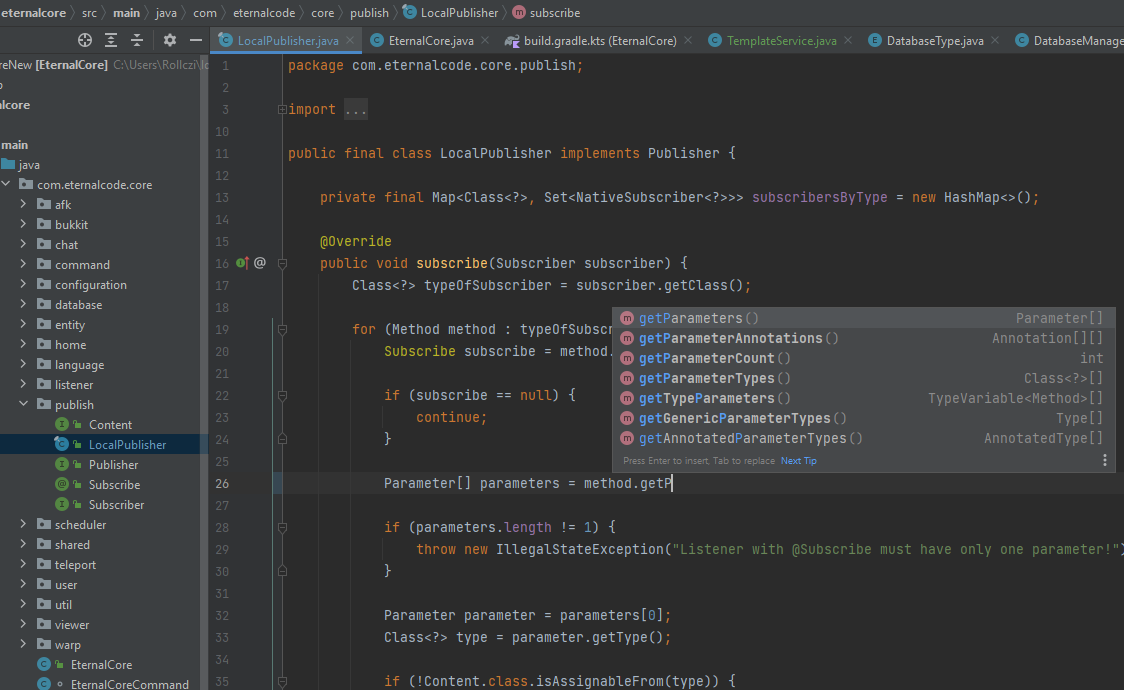 eternalcore src main java com eternalcode core publish LocalPublisher subscribe
LocalPublisher.java EternalCore.java build.gradle.kts (EternalCore) TemplateService.java DatabaseType.java DatabaseManage
reNew [EternalCore] C:\Users\Rollczi\
alcore
main
java
com.eternalcode.core
afk
bukkit
chat
command
configuration
database
entity
home
language
listener
publish
Content
LocalPublisher
Publisher
Subscribe
Subscriber
scheduler
shared
teleport
user
util
viewer
warp
EternalCore
EternalCoreCommand
1 package com.eternalcode.core.publish;
2
3 import ...
10
11 public final class LocalPublisher implements Publisher {
12
13 private final Map<Class<?>, Set<NativeSubscriber<?>>> subscribersByType = new HashMap<>();
14
15 @Override
16 public void subscribe(Subscriber subscriber) {
17 Class<?> typeOfSubscriber = subscriber.getClass();
18
19 for (Method method : typeOfSubsc
20 Subscribe subscribe = method.
21
22 if (subscribe == null) {
23 continue;
24 }
25
26 Parameter[] parameters = method.getP
27
28 if (parameters.length != 1) {
29 throw new IllegalStateException("Listener with @Subscribe must have only one parameter!")
30 }
31
32 Parameter parameter = parameters[0];
33 Class<?> type = parameter.getType();
34
35 if (!Content.class.isAssignableFrom(type)) {
getParameters() Parameter[]
getParameterAnnotations() Annotation[][]
getParameterCount() int
getParameterTypes() Class<?>[]
getTypeParameters() TypeVariable<Method>[]
getGenericParameterTypes() Type[]
getAnnotatedParameterTypes() AnnotatedType[]
Press Enter to insert, Tab to replace Next Tip